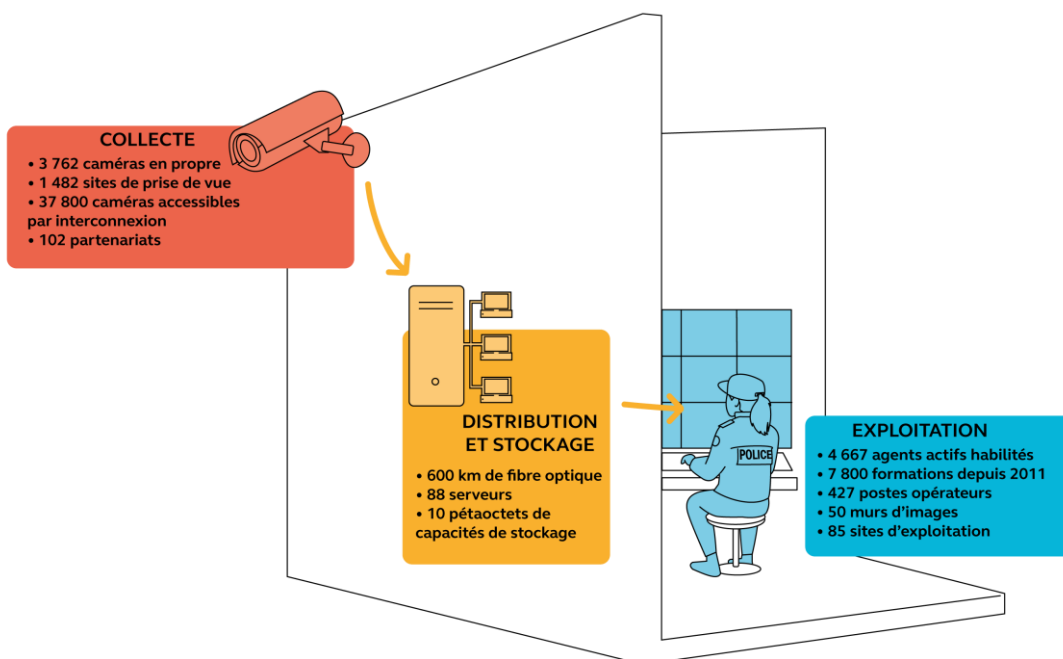 COLLECTE
• 3 762 caméras en propre
• 1 482 sites de prise de vue
• 37 800 caméras accessibles
par interconnexion
• 102 partenariats
DISTRIBUTION
ET STOCKAGE
• 600 km de fibre optique
• 88 serveurs
• 10 pétaoctets de
capacités de stockage
POLICE
EXPLOITATION
• 4 667 agents actifs habilités
• 7 800 formations depuis 2011
• 427 postes opérateurs
• 50 murs d’images
• 85 sites d’exploitation